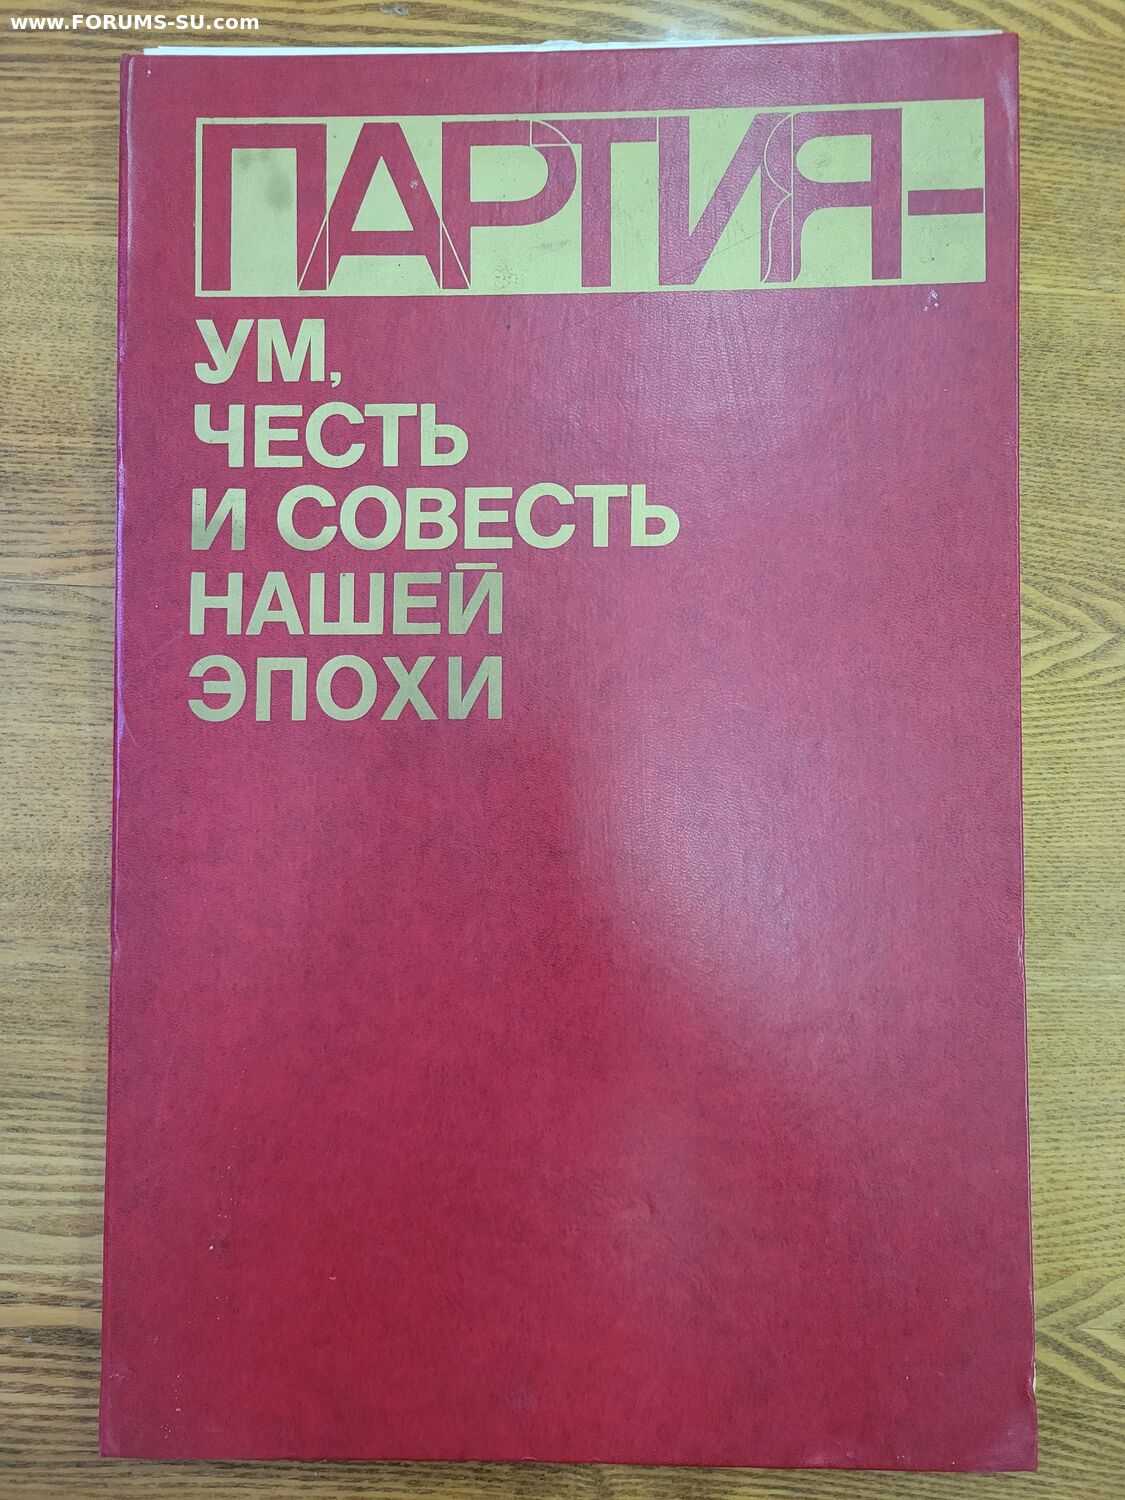 www.FORUMS-SU.com
ПАРТИЯ-
УМ,
ЧЕСТЬ
И СОВЕСТЬ
НАШЕЙ
ЭПОХИ